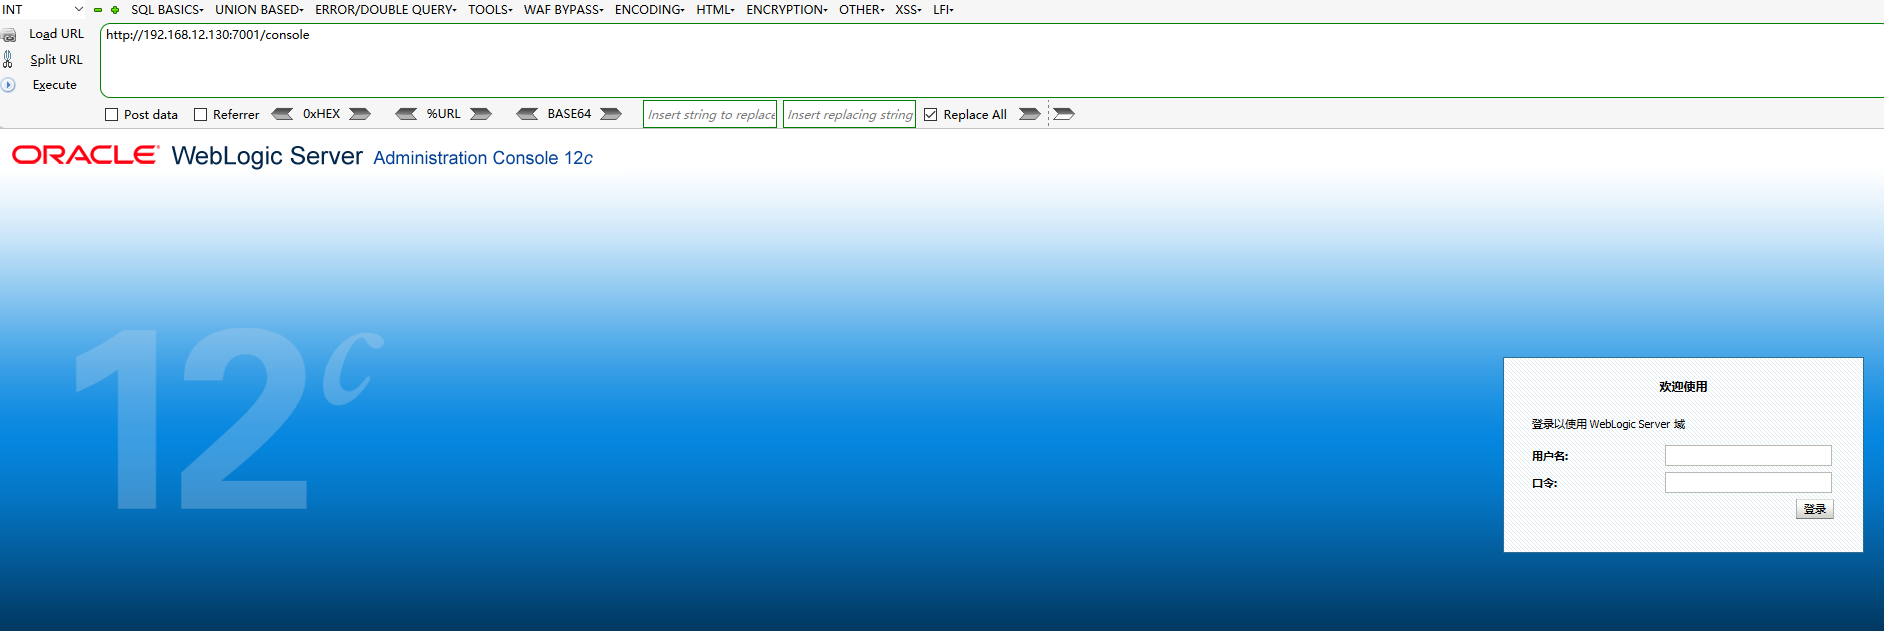 INT SQL BASICS UNION BASED ERROR/DOUBLE QUERY TOOLS WAF BYPASS ENCODING HTML ENCRYPTION OTHER XSS LFI
Load URL http://192.168.12.130:7001/console
Split URL
Execute
Post data Referrer 0xHEX %URL BASE64 Insert string to replace Insert replacing string Replace All
ORACLE WebLogic Server Administration Console 12c
12c
欢迎使用
登录以使用 WebLogic Server 域
用户名:
口令:
登录